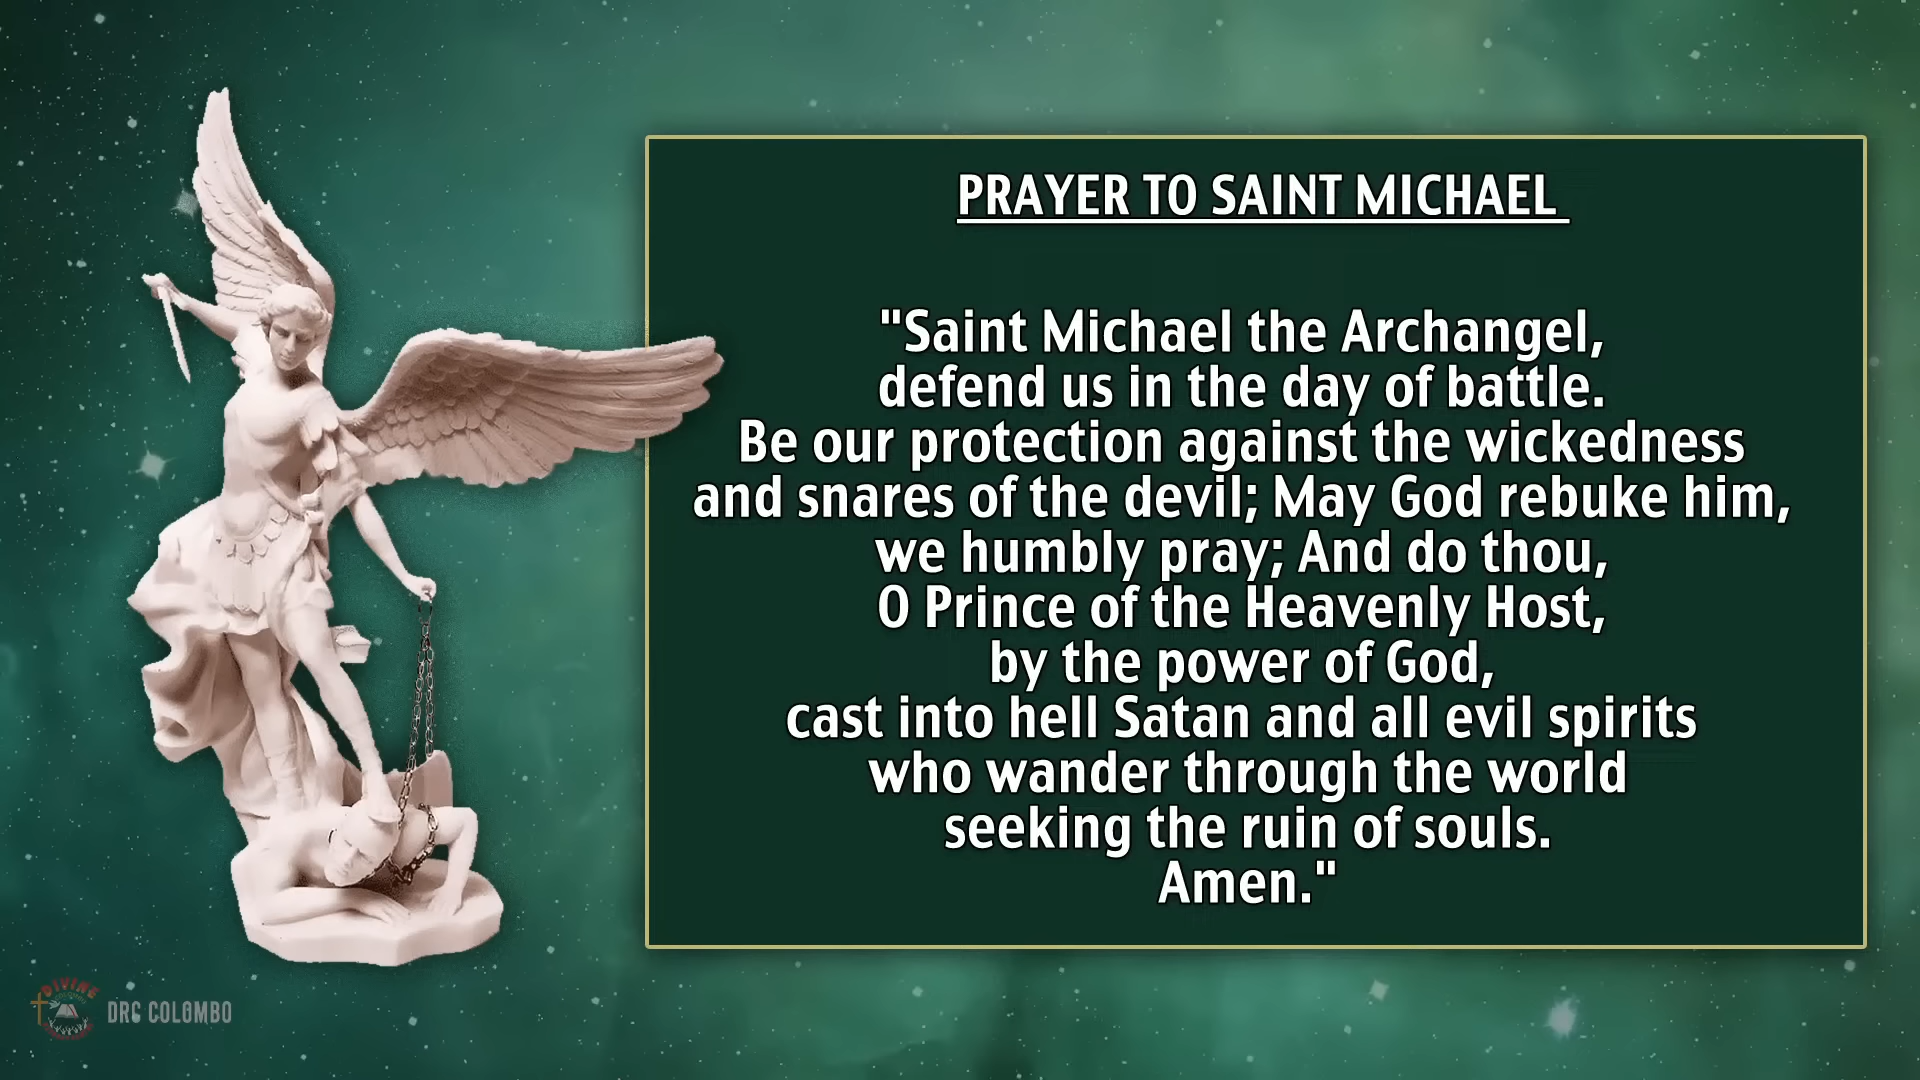 PRAYER TO SAINT MICHAEL
"Saint Michael the Archangel,
defend us in the day of battle.
Be our protection against the wickedness
and snares of the devil; May God rebuke him,
we humbly pray; And do thou,
O Prince of the Heavenly Host,
by the power of God,
cast into hell Satan and all evil spirits
who wander through the world
seeking the ruin of souls.
Amen."
DIVINE
COLOMBO
DRC COLOMBO